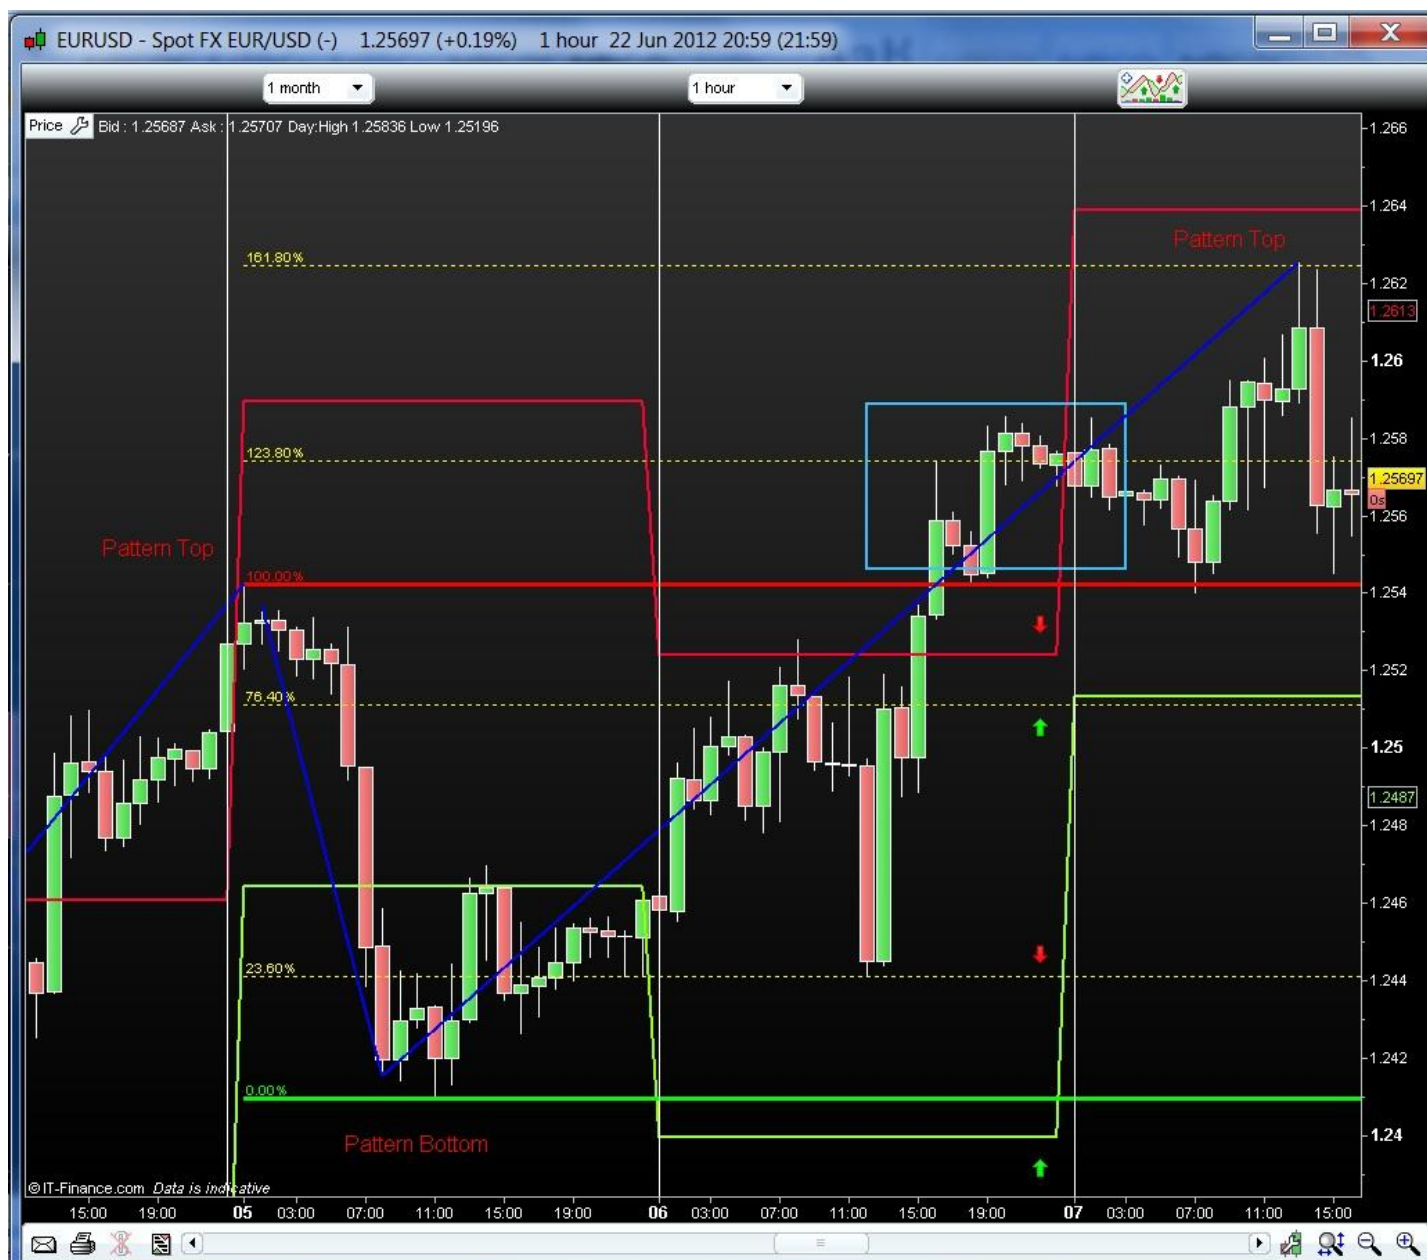 EURUSD - Spot FX EUR/USD (-) 1.25697 (+0.19%) 1 hour 22 Jun 2012 20:59 (21:59)
1 month 1 hour
Price Bid : 1.25687 Ask : 1.25707 Day:High 1.25836 Low 1.25196
1.266
1.264
Pattern Top
161.80%
1.262
1.2613
1.26
1.258
123.80%
1.25697
0s
1.256
Pattern Top
100.00%
1.254
1.252
76.40%
1.25
1.2487
1.248
1.246
23.60%
1.244
1.242
0.00%
Pattern Bottom
1.24
©IT-Finance.com Data is indicative
15:00 19:00 05 03:00 07:00 11:00 15:00 19:00 06 03:00 07:00 11:00 15:00 19:00 07 03:00 07:00 11:00 15:00